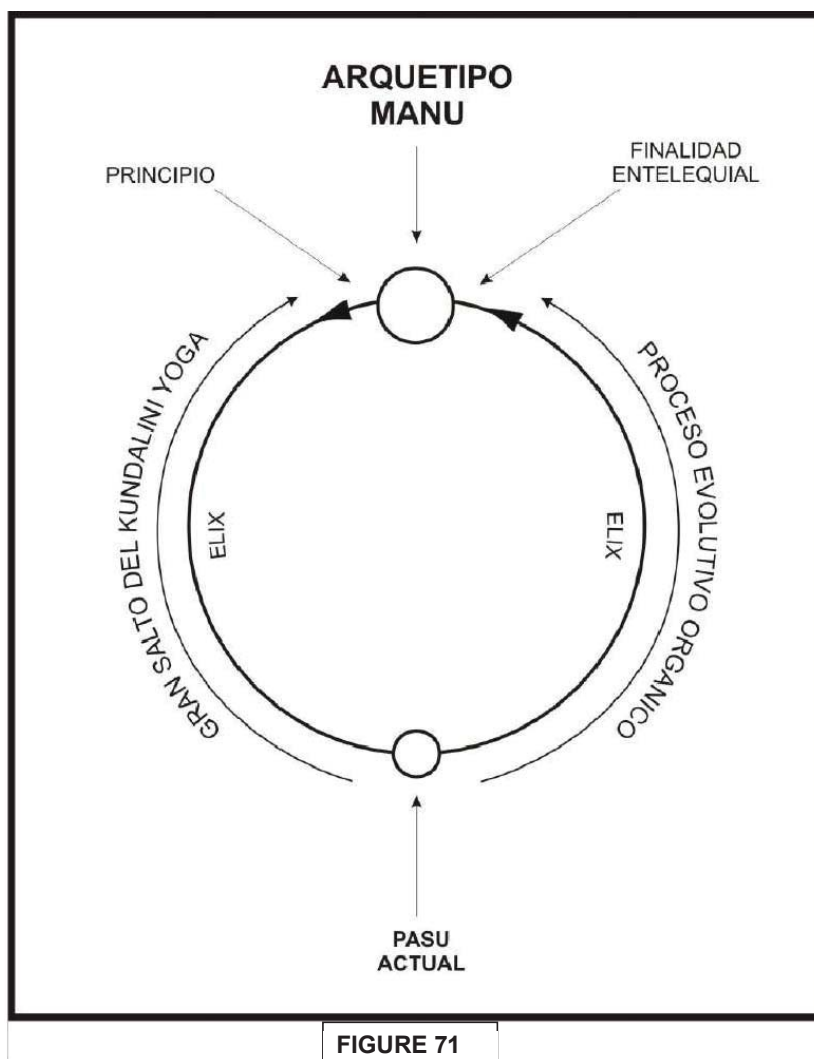 ARQUETIPO
MANU
PRINCIPIO
FINALIDAD
ENTELEQUIAL
GRAN SALTO DEL KUNDALINI YOGA
ELIX
ELIX
PROCESO EVOLUTIVO ORGANICO
PASU
ACTUAL
FIGURE 71